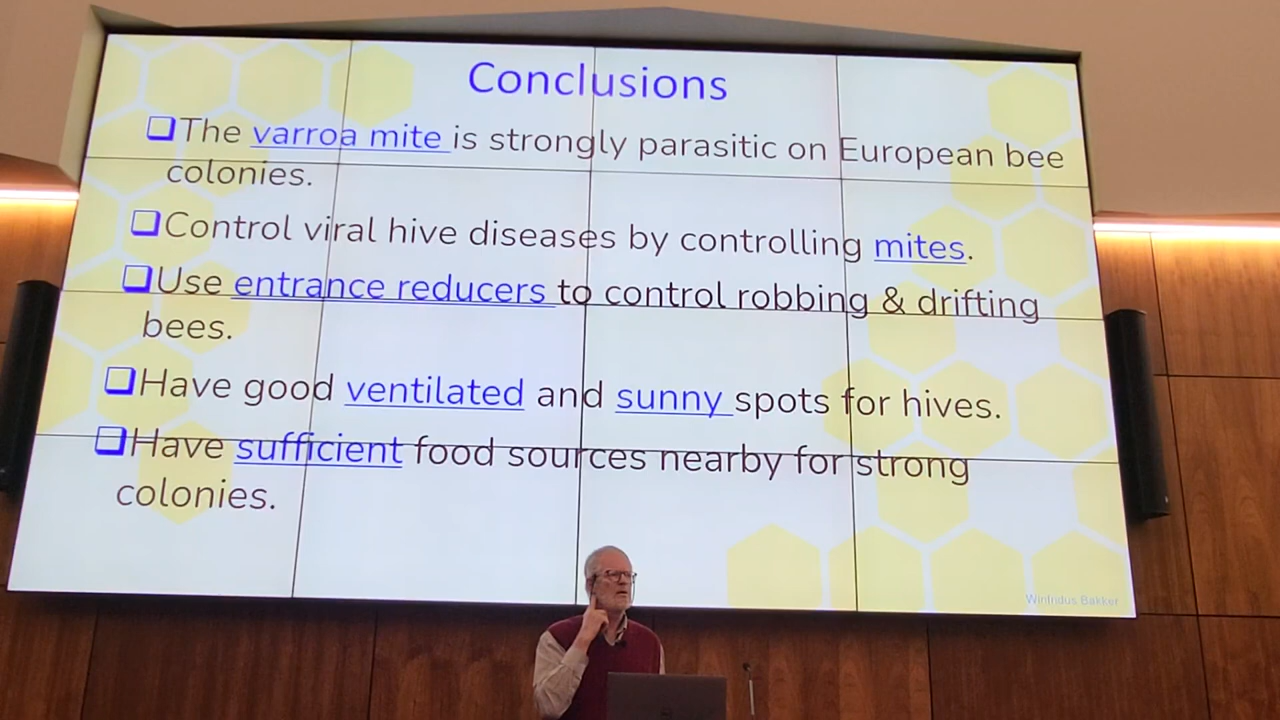 Conclusions
❑The varroa mite is strongly parasitic on European bee
colonies.
❑Control viral hive diseases by controlling mites.
❑Use entrance reducers to control robbing & drifting
bees.
❑Have good ventilated and sunny spots for hives.
❑Have sufficient food sources nearby for strong
colonies.
Winfridus Bakker